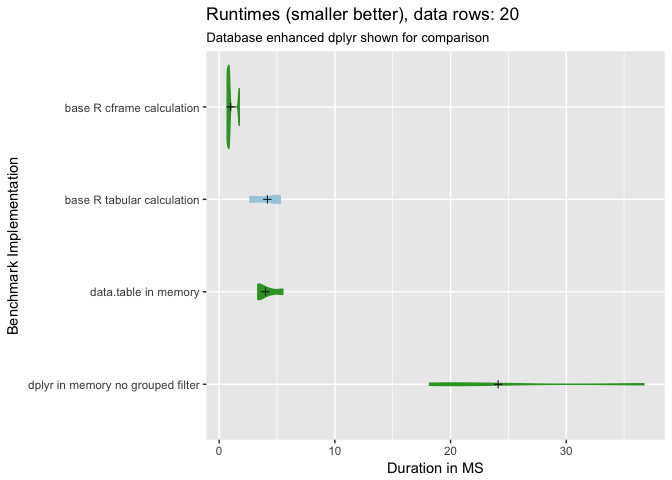 Runtimes (smaller better), data rows: 20
Database enhanced dplyr shown for comparison
Benchmark Implementation
base R cframe calculation
base R tabular calculation
data.table in memory
dplyr in memory no grouped filter
0 10 20 30
Duration in MS